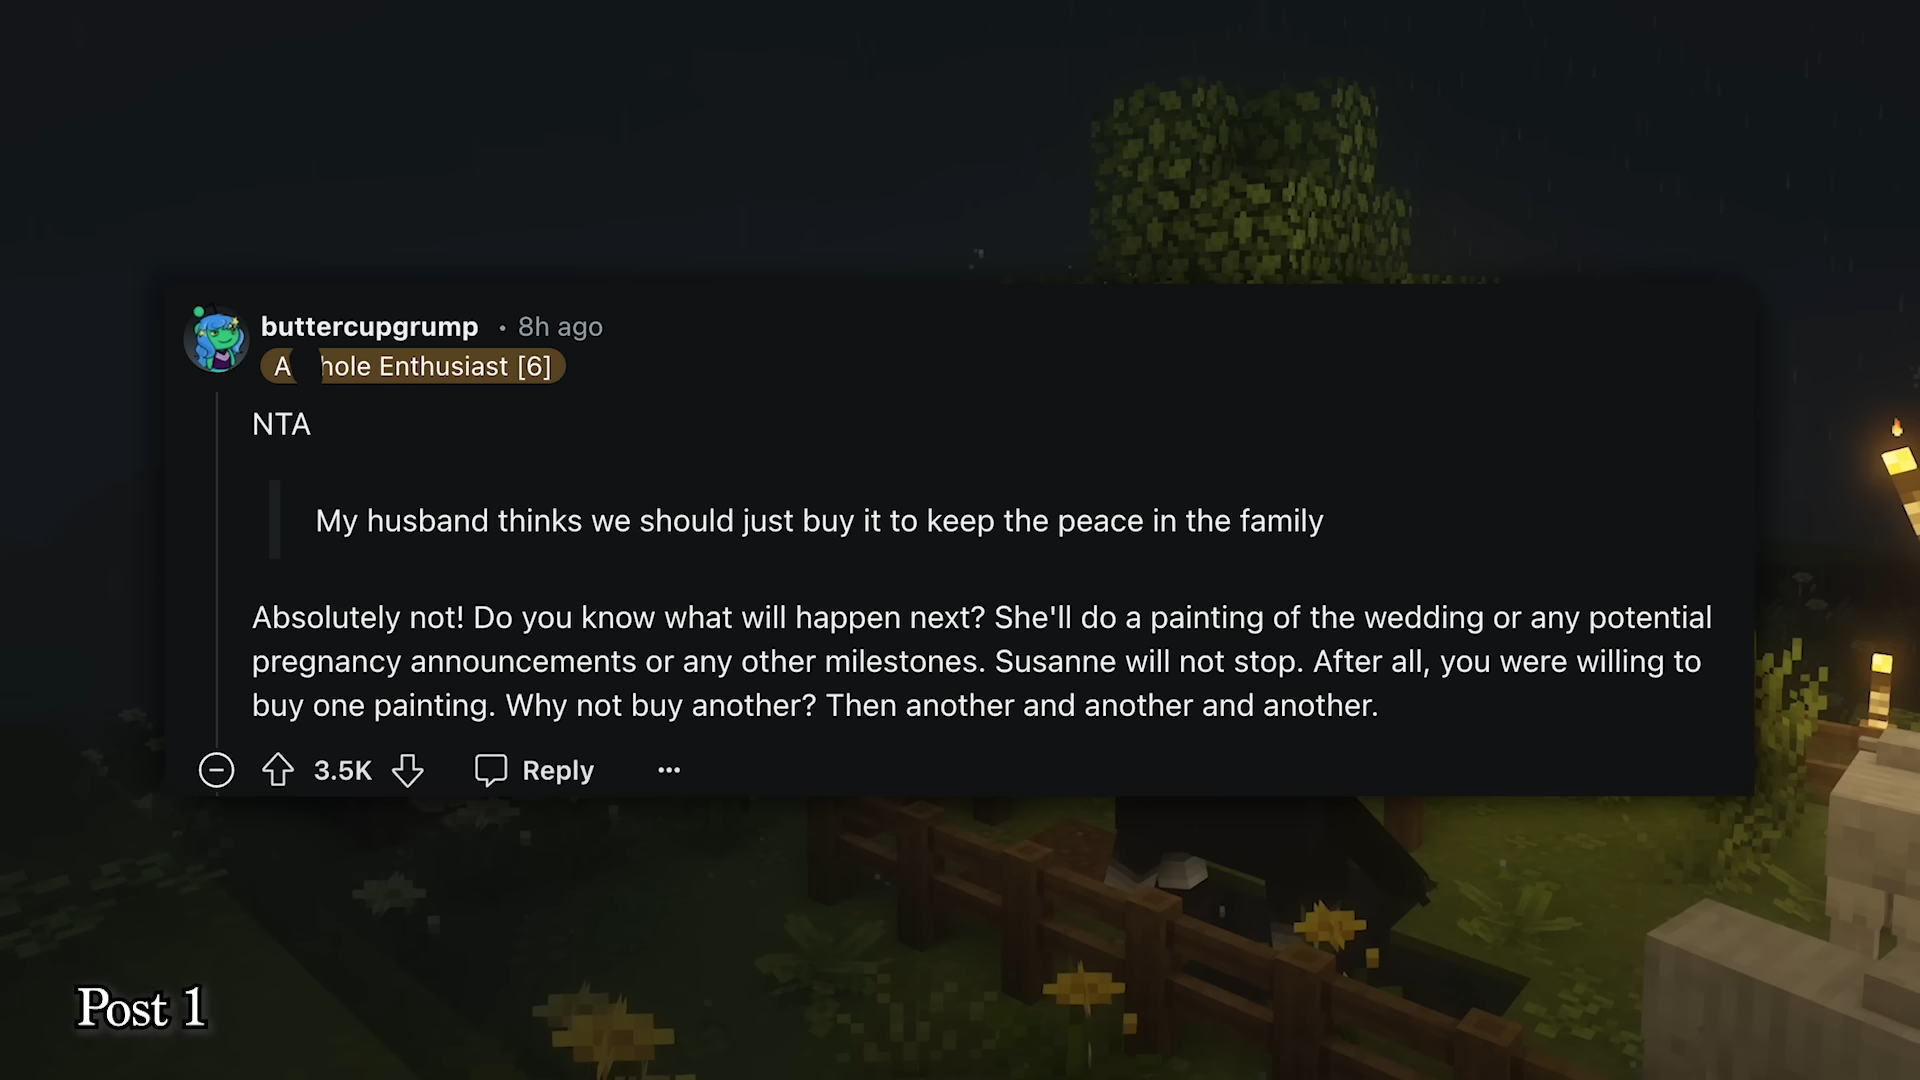 buttercupgrump • 8h ago
A hole Enthusiast [6]
NTA
My husband thinks we should just buy it to keep the peace in the family
Absolutely not! Do you know what will happen next? She'll do a painting of the wedding or any potential
pregnancy announcements or any other milestones. Susanne will not stop. After all, you were willing to
buy one painting. Why not buy another? Then another and another and another.
3.5K Reply ...
Post 1